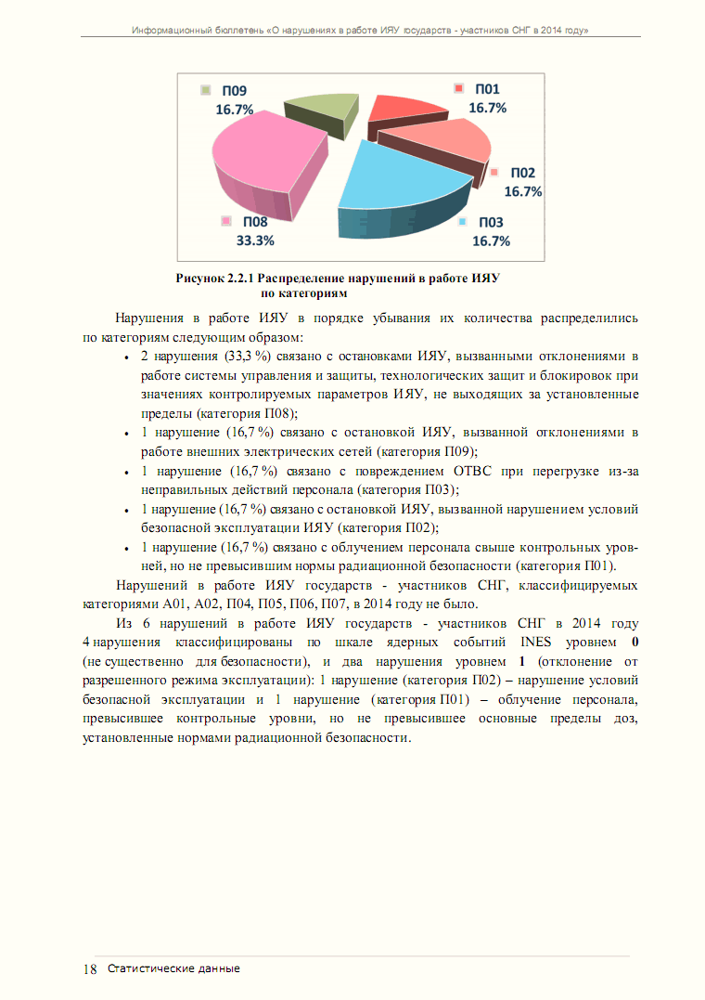 Информационный бюллетень «О нарушениях в работе ИЯУ государств - участников СНГ в 2014 году»
П09
16.7%
П01
16.7%
П02
16.7%
П08
33.3%
П03
16.7%
Рисунок 2.2.1 Распределение нарушений в работе ИЯУ
по категориям
Нарушения в работе ИЯУ в порядке убывания их количества распределились
по категориям следующим образом:
• 2 нарушения (33,3 %) связано с остановками ИЯУ, вызванными отклонениями в
работе системы управления и защиты, технологических защит и блокировок при
значениях контролируемых параметров ИЯУ, не выходящих за установленные
пределы (категория П08);
• 1 нарушение (16,7 %) связано с остановкой ИЯУ, вызванной отклонениями в
работе внешних электрических сетей (категория П09);
• 1 нарушение (16,7 %) связано с повреждением ОТВС при перегрузке из-за
неправильных действий персонала (категория П03);
• 1 нарушение (16,7 %) связано с остановкой ИЯУ, вызванной нарушением условий
безопасной эксплуатации ИЯУ (категория П02);
• 1 нарушение (16,7 %) связано с облучением персонала свыше контрольных уров-
ней, но не превысившим нормы радиационной безопасности (категория П01).
Нарушений в работе ИЯУ государств - участников СНГ, классифицируемых
категориями А01, А02, П04, П05, П06, П07, в 2014 году не было.
Из 6 нарушений в работе ИЯУ государств - участников СНГ в 2014 году
4 нарушения классифицированы по шкале ядерных событий INES уровнем 0
(не существенно для безопасности), и два нарушения уровнем 1 (отклонение от
разрешенного режима эксплуатации): 1 нарушение (категория П02) – нарушение условий
безопасной эксплуатации и 1 нарушение (категория П01) – облучение персонала,
превысившее контрольные уровни, но не превысившее основные пределы доз,
установленные нормами радиационной безопасности.
18 Статистические данные